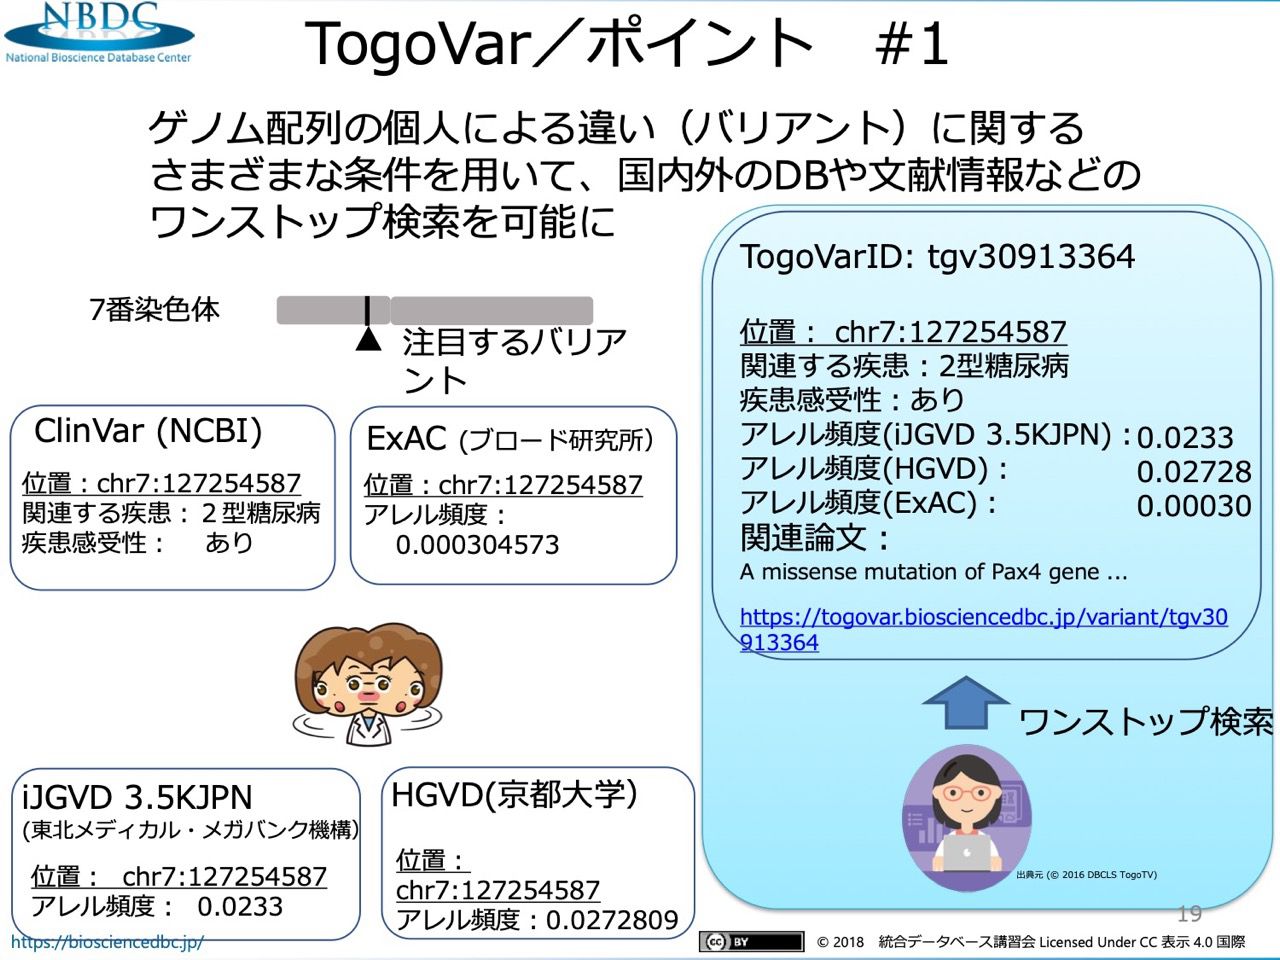 NBDC
National Bioscience Database Center
TogoVar／ポイント　#1
ゲノム配列の個人による違い（バリアント）に関する
さまざまな条件を用いて、国内外のDBや文献情報などの
ワンストップ検索を可能に
7番染色体
注目するバリア
ント
ClinVar (NCBI)
位置：chr7:127254587
関連する疾患：２型糖尿病
疾患感受性：　あり
ExAC (ブロード研究所）
位置：chr7:127254587
アレル頻度：
0.000304573
iJGVD 3.5KJPN
(東北メディカル・メガバンク機構)
位置： chr7:127254587
アレル頻度： 0.0233
HGVD(京都大学）
位置：
chr7:127254587
アレル頻度：0.0272809
TogoVarID: tgv30913364
位置： chr7:127254587
関連する疾患：2型糖尿病
疾患感受性：あり
アレル頻度(iJGVD 3.5KJPN)：0.0233
アレル頻度(HGVD)： 0.02728
アレル頻度(ExAC)： 0.00030
関連論文：
A missense mutation of Pax4 gene ...
https://togovar.biosciencedbc.jp/variant/tgv30
913364
ワンストップ検索
出典元 (© 2016 DBCLS TogoTV)
19
https://biosciencedbc.jp/
cc BY
© 2018　統合データベース講習会 Licensed Under CC 表示 4.0 国際